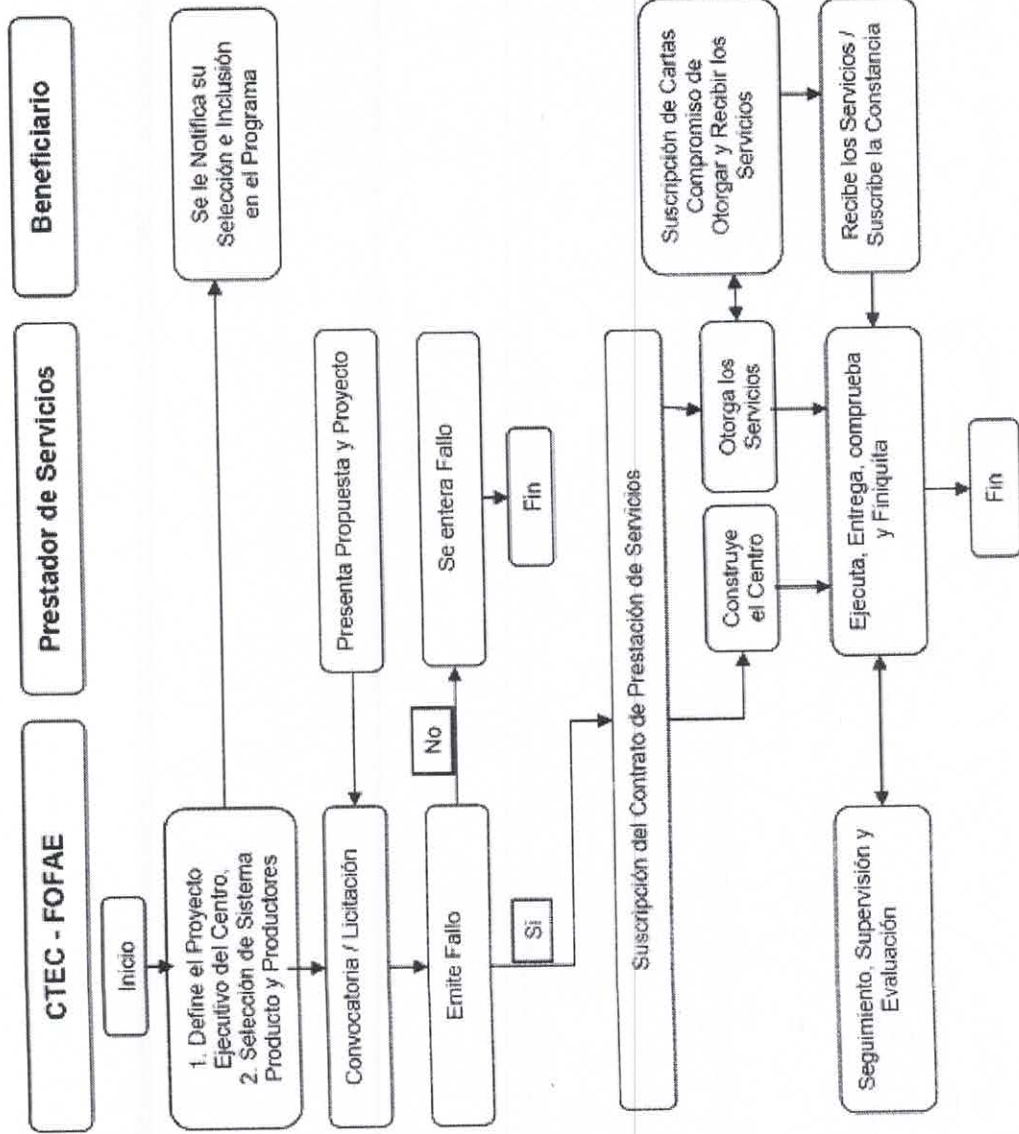 CTEC - FOFAE
Prestador de Servicios
Beneficiario
Inicio
1. Define el Proyecto
Ejecutivo del Centro,
2. Selección de Sistema
Producto y Productores
Se le Notifica su
Selección e Inclusión
en el Programa
Convocatoria / Licitación
Presenta Propuesta y Proyecto
Emite Fallo
No
Se entera Fallo
Fin
Si
Suscripción del Contrato de Prestación de Servicios
Construye
el Centro
Otorga los
Servicios
Suscripción de Cartas
Compromiso de
Otorgar y Recibir los
Servicios
Seguimiento, Supervisión y
Evaluación
Ejecuta, Entrega, comprueba
y Finiquita
Recibe los Servicios /
Suscribe la Constancia
Fin